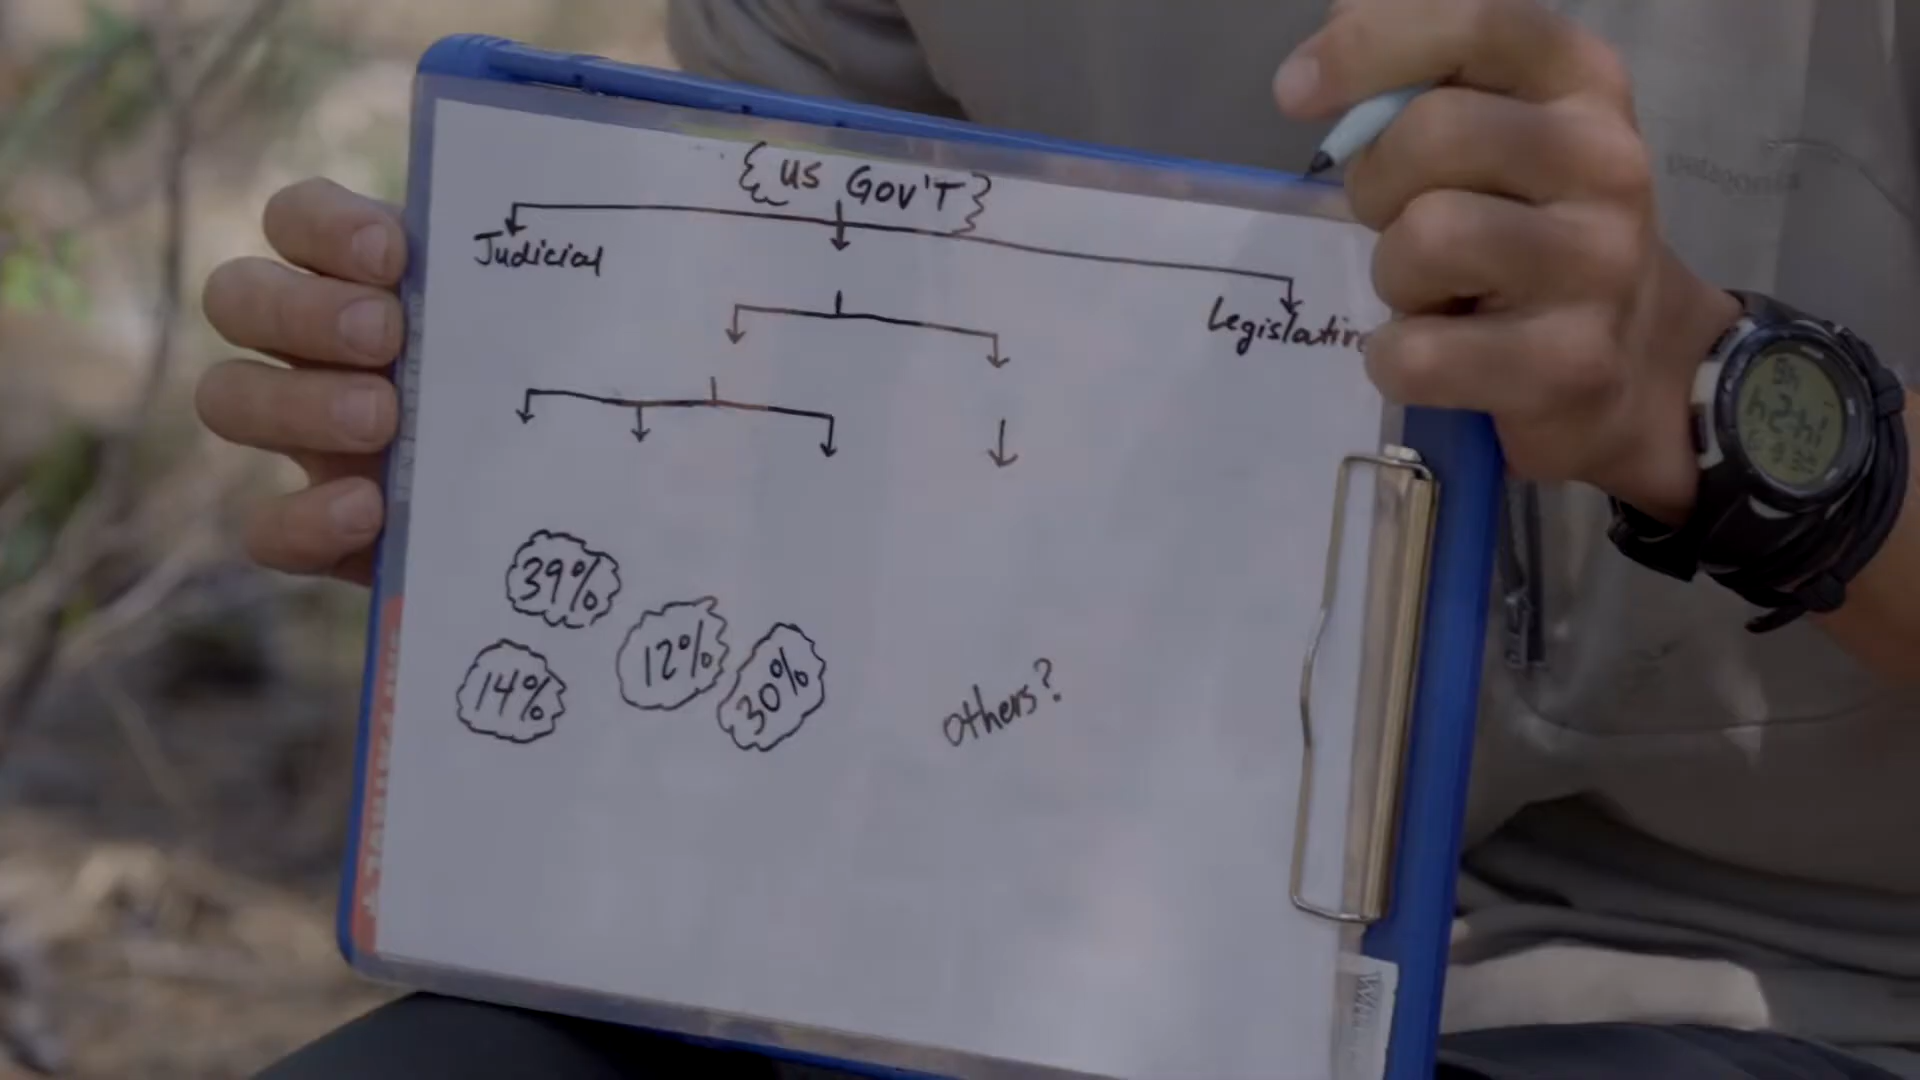 {US GOV'T}
Judicial
Legislative
39%
12%
14%
30%
others?